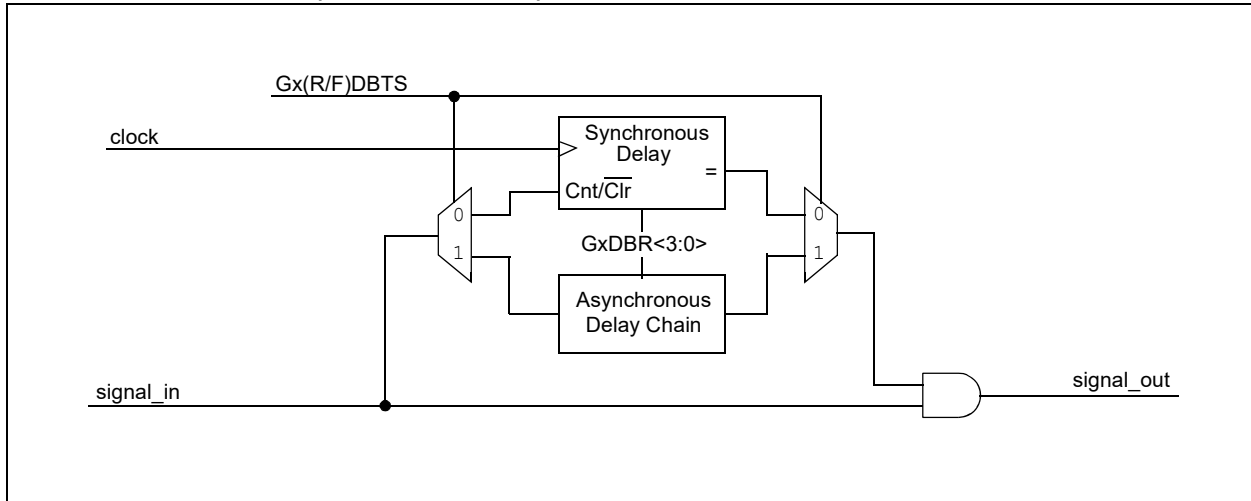 Gx(R/F)DBTS
clock
Synchronous
Delay
=
Cnt/Clr
0
0
GxDBR<3:0>
1
1
Asynchronous
Delay Chain
signal_in
signal_out